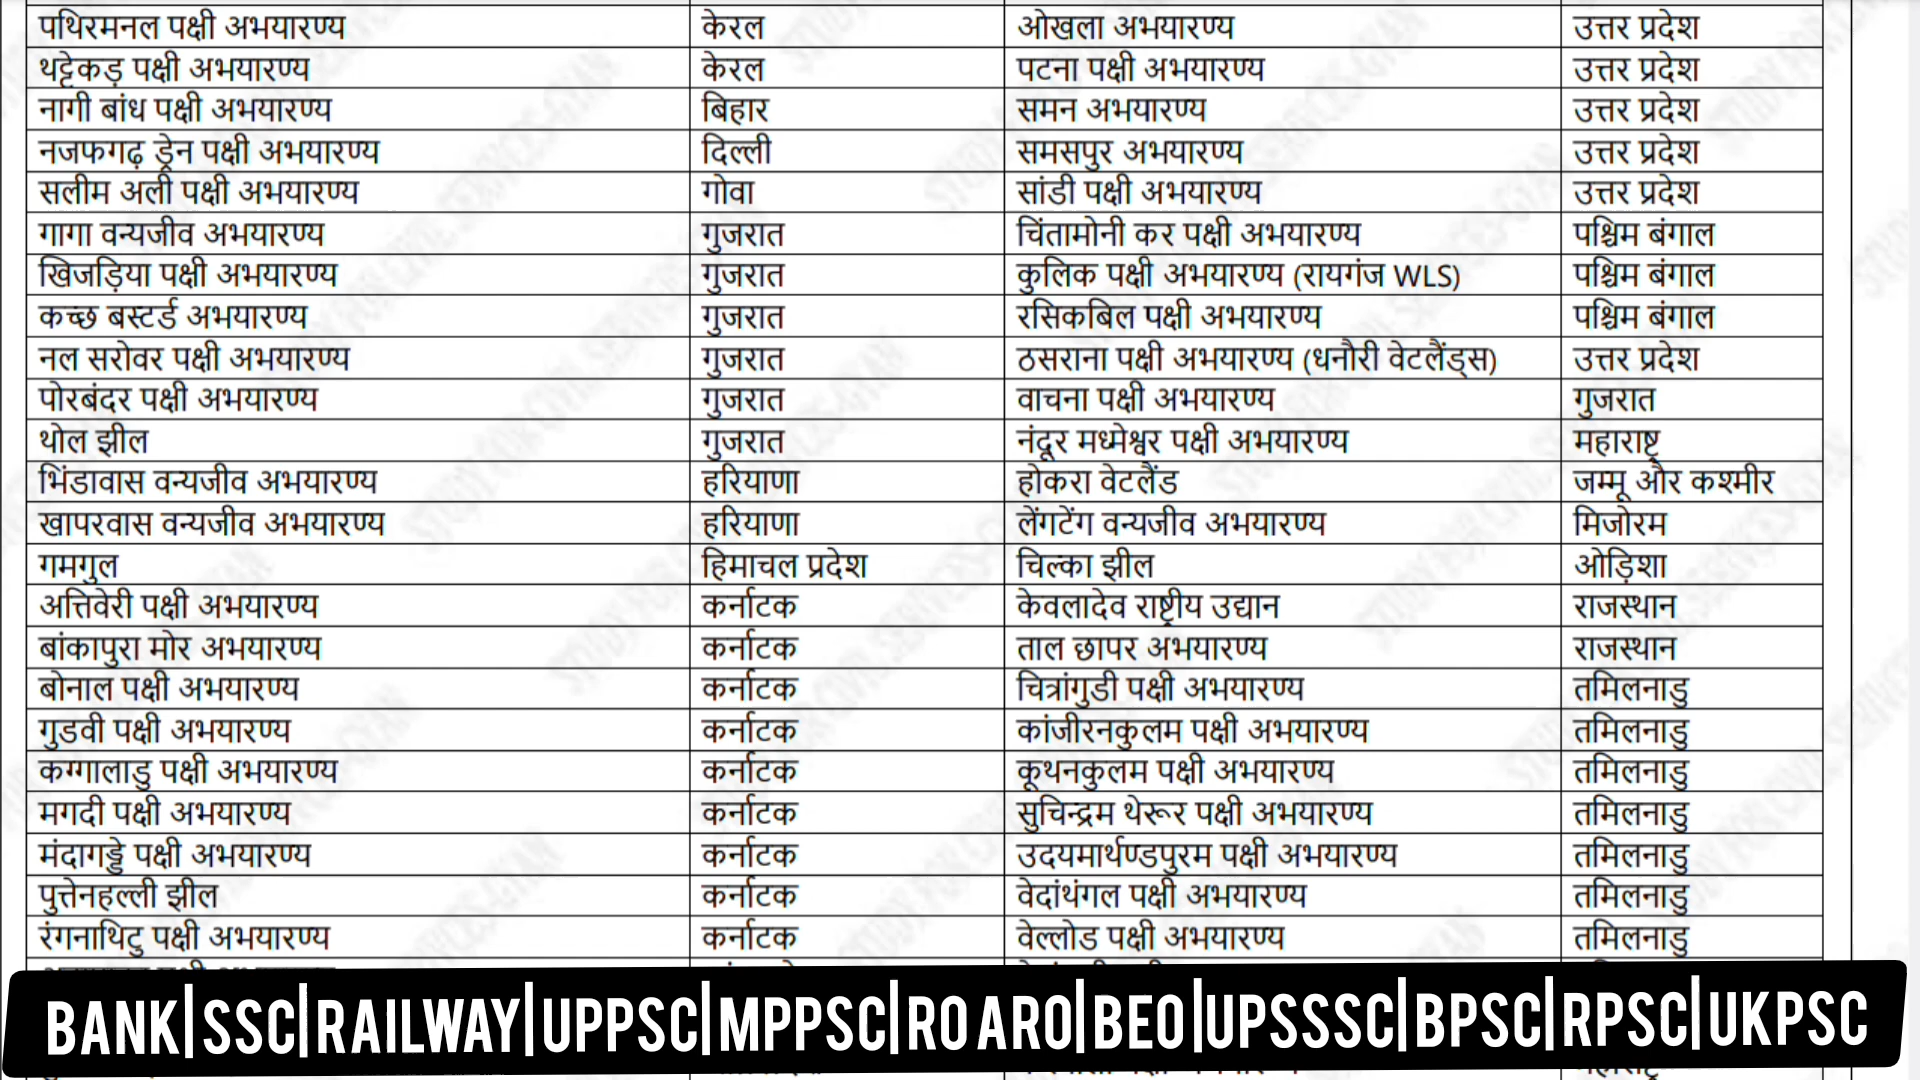 पथिरमनल पक्षी अभयारण्य केरल ओखला अभयारण्य उत्तर प्रदेश
थट्टेकड़ पक्षी अभयारण्य केरल पटना पक्षी अभयारण्य उत्तर प्रदेश
नागी बांध पक्षी अभयारण्य बिहार समन अभयारण्य उत्तर प्रदेश
नजफगढ़ ड्रेन पक्षी अभयारण्य दिल्ली समसपुर अभयारण्य उत्तर प्रदेश
सलीम अली पक्षी अभयारण्य गोवा सांडी पक्षी अभयारण्य उत्तर प्रदेश
गागा वन्यजीव अभयारण्य गुजरात चिंतामोनी कर पक्षी अभयारण्य पश्चिम बंगाल
खिजड़िया पक्षी अभयारण्य गुजरात कुलिक पक्षी अभयारण्य (रायगंज WLS) पश्चिम बंगाल
कच्छ बस्टर्ड अभयारण्य गुजरात रसिकबिल पक्षी अभयारण्य पश्चिम बंगाल
नल सरोवर पक्षी अभयारण्य गुजरात ठसराना पक्षी अभयारण्य (धनौरी वेटलैंड्स) उत्तर प्रदेश
पोरबंदर पक्षी अभयारण्य गुजरात वाचना पक्षी अभयारण्य गुजरात
थोल झील गुजरात नंदूर मध्मेश्वर पक्षी अभयारण्य महाराष्ट्र
भिंडावास वन्यजीव अभयारण्य हरियाणा होकरा वेटलैंड जम्मू और कश्मीर
खापरवास वन्यजीव अभयारण्य हरियाणा लेंगटेंग वन्यजीव अभयारण्य मिजोरम
गमगुल हिमाचल प्रदेश चिल्का झील ओड़िशा
अत्तिवेरी पक्षी अभयारण्य कर्नाटक केवलादेव राष्ट्रीय उद्यान राजस्थान
बांकापुरा मोर अभयारण्य कर्नाटक ताल छापर अभयारण्य राजस्थान
बोनाल पक्षी अभयारण्य कर्नाटक चित्रांगुडी पक्षी अभयारण्य तमिलनाडु
गुडवी पक्षी अभयारण्य कर्नाटक कांजीरनकुलम पक्षी अभयारण्य तमिलनाडु
कग्गालाडु पक्षी अभयारण्य कर्नाटक कूथनकुलम पक्षी अभयारण्य तमिलनाडु
मगदी पक्षी अभयारण्य कर्नाटक सुचिन्द्रम थेरूर पक्षी अभयारण्य तमिलनाडु
मंदागड्डे पक्षी अभयारण्य कर्नाटक उदयमार्थण्डपुरम पक्षी अभयारण्य तमिलनाडु
पुत्तेनहल्ली झील कर्नाटक वेदांथंगल पक्षी अभयारण्य तमिलनाडु
रंगनाथिटु पक्षी अभयारण्य कर्नाटक वेल्लोड पक्षी अभयारण्य तमिलनाडु
BANK|SSC|RAILWAY|UPPSC|MPPSC|RO ARO|BEO|UPSSSC|BPSC|RPSC|UKPSC